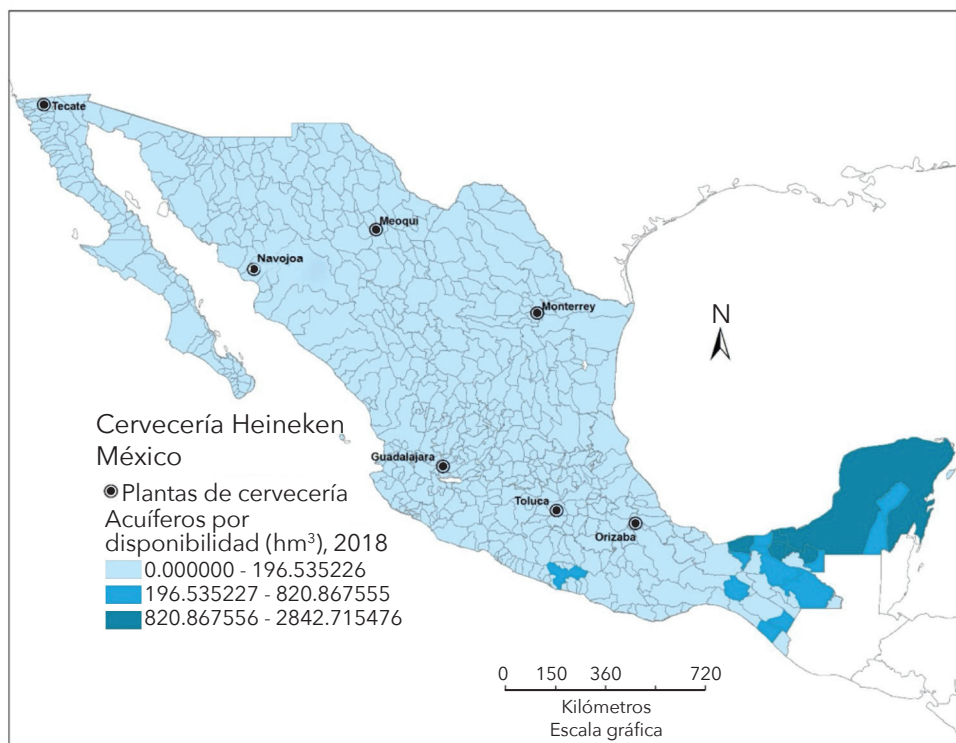 Tecate
Meoqui
Navojoa
Monterrey
N
Cervecería Heineken
México
Guadalajara
Plantas de cervecería
Toluca
Acuíferos por
Orizaba
disponibilidad (hm³), 2018
0.000000 - 196.535226
196.535227 - 820.867555
820.867556 - 2842.715476
0 150 360 720
Kilómetros
Escala gráfica